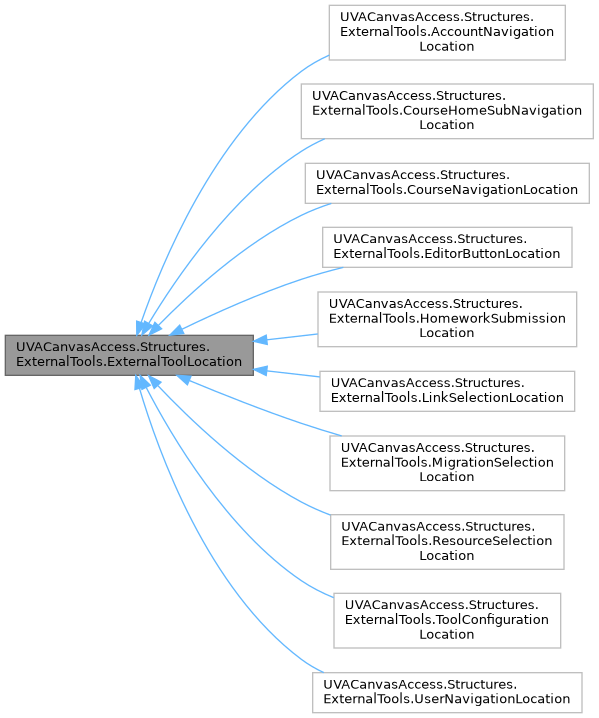 UVACanvasAccess.Structures.
ExternalTools.AccountNavigation
Location
UVACanvasAccess.Structures.
ExternalTools.CourseHomeSubNavigation
Location
UVACanvasAccess.Structures.
ExternalTools.CourseNavigationLocation
UVACanvasAccess.Structures.
ExternalTools.EditorButtonLocation
UVACanvasAccess.Structures.
ExternalTools.HomeworkSubmission
Location
UVACanvasAccess.Structures.
ExternalTools.ExternalToolLocation
UVACanvasAccess.Structures.
ExternalTools.LinkSelectionLocation
UVACanvasAccess.Structures.
ExternalTools.MigrationSelection
Location
UVACanvasAccess.Structures.
ExternalTools.ResourceSelection
Location
UVACanvasAccess.Structures.
ExternalTools.ToolConfiguration
Location
UVACanvasAccess.Structures.
ExternalTools.UserNavigationLocation